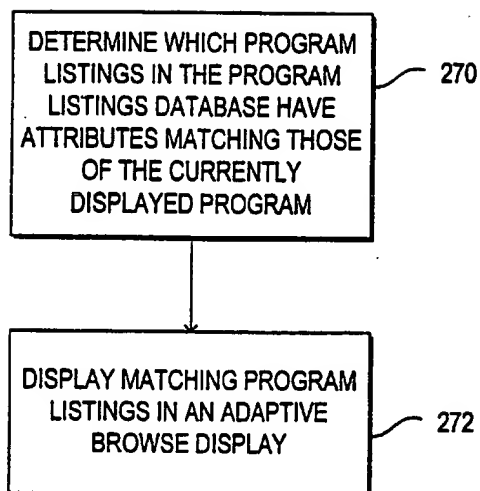 DETERMINE WHICH PROGRAM
LISTINGS IN THE PROGRAM
LISTINGS DATABASE HAVE
ATTRIBUTES MATCHING THOSE
OF THE CURRENTLY
DISPLAYED PROGRAM
270
DISPLAY MATCHING PROGRAM
LISTINGS IN AN ADAPTIVE
BROWSE DISPLAY
272